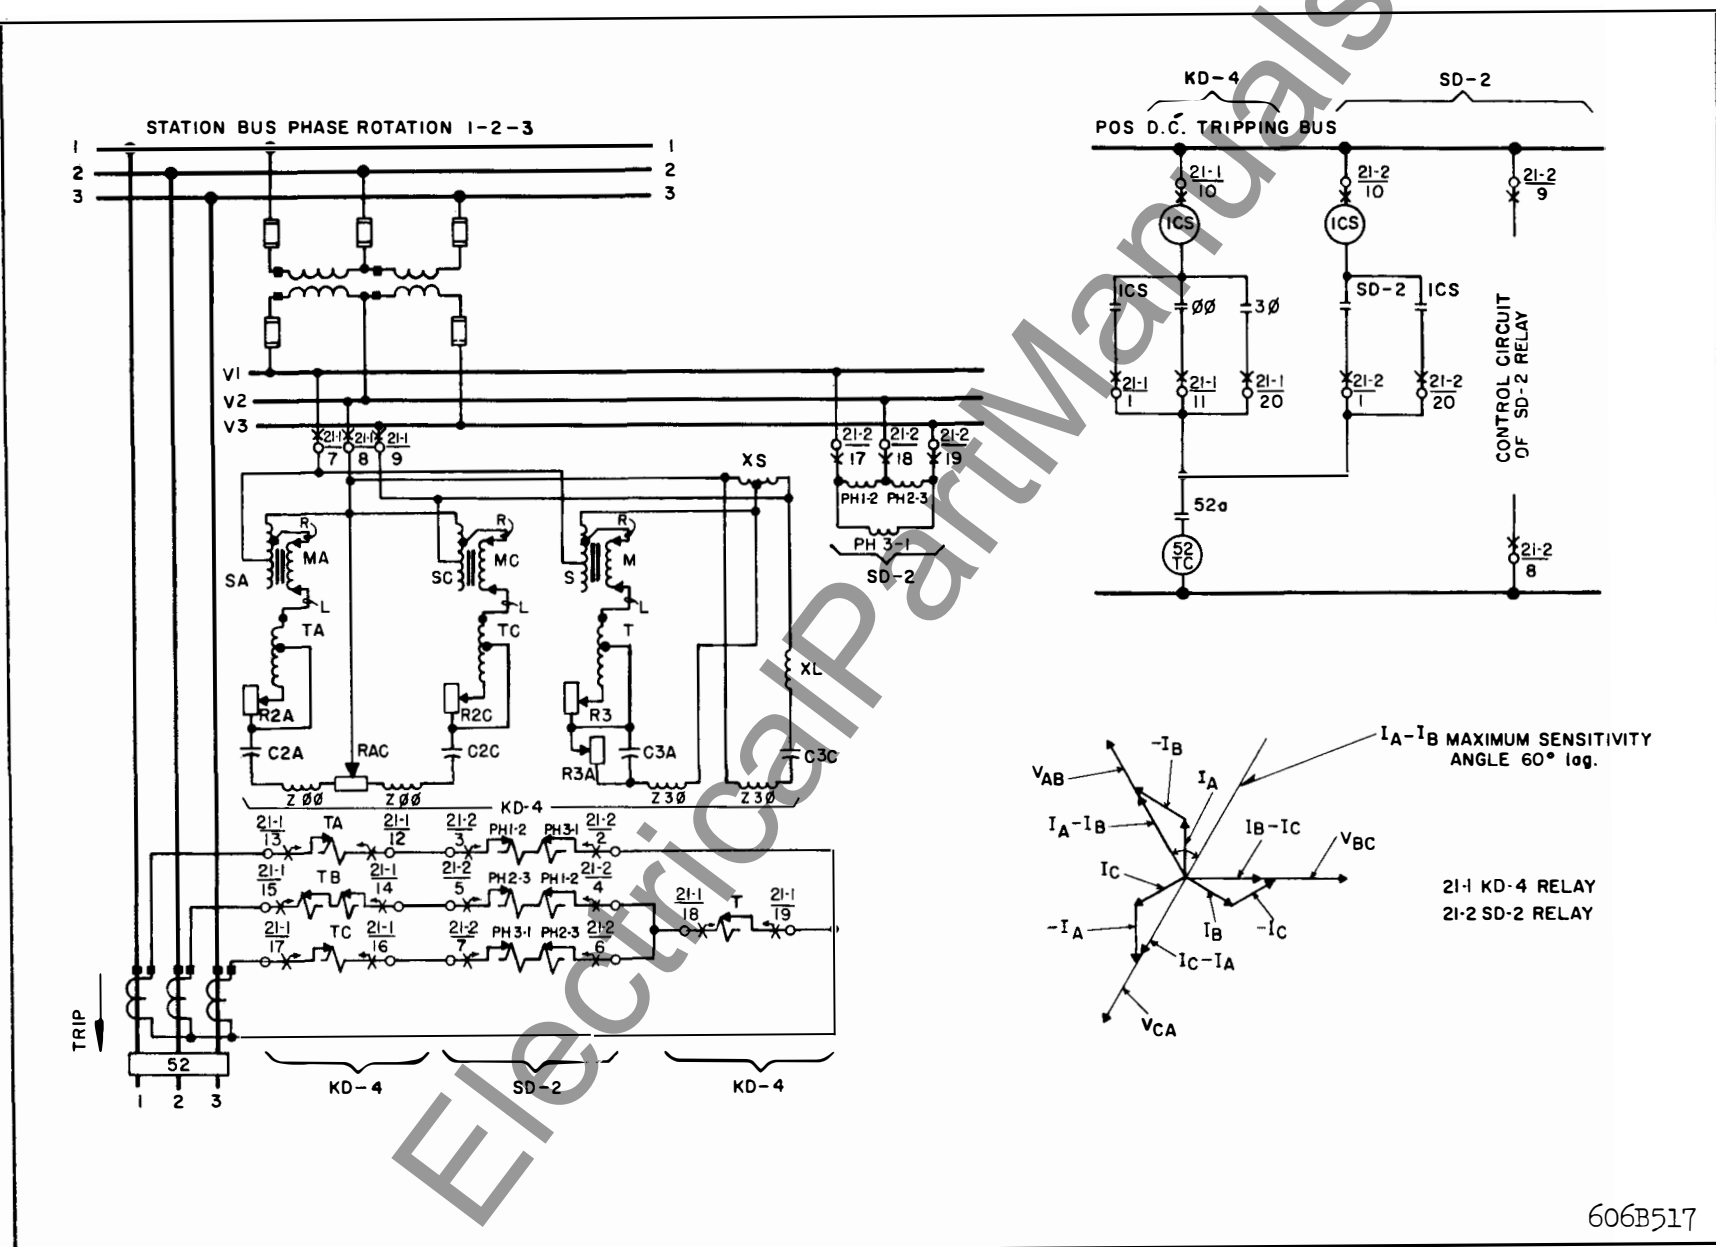 STATION BUS PHASE ROTATION 1-2-3
1 1
2 2
3 3
V1
V2
V3
21-1 21-1 21-1
7 8 9
XS
21-2 21-2 21-2
17 18 19
PH1-2 PH2-3
PH 3-1
SD-2
R R R
SA MA SC MC S M
L L L
TA TC T
XL
R2A R2C R3
C2A RAC C2C C3A C3C
R3A
Z ØØ Z ØØ Z 3Ø Z 3Ø
KD-4
21-1 TA 21-1 21-2 PH1-2 PH3-1 21-2
13 12 3 2
21-1 TB 21-1 21-2 PH2-3 PH1-2 21-2
15 14 5 4
21-1 T 21-1
18 19
21-1 TC 21-1 21-2 PH3-1 PH2-3 21-2
17 16 7 6
TRIP
52
1 2 3
KD-4 SD-2 KD-4
KD-4 SD-2
POS D.C. TRIPPING BUS
21-1 21-2 21-2
10 10 9
ICS ICS
ICS ØØ 3Ø SD-2 ICS
CONTROL CIRCUIT
OF SD-2 RELAY
21-1 21-1 21-1 21-2 21-2
1 11 20 1 20
52a
52
TC
21-2
8
IA-IB MAXIMUM SENSITIVITY
ANGLE 60° lag.
-IB
VAB
IA
IA-IB
IB-IC
VBC
IC
-IA
IB
-IC
IC-IA
VCA
21-1 KD-4 RELAY
21-2 SD-2 RELAY
606B517
ElectricalPartManuals